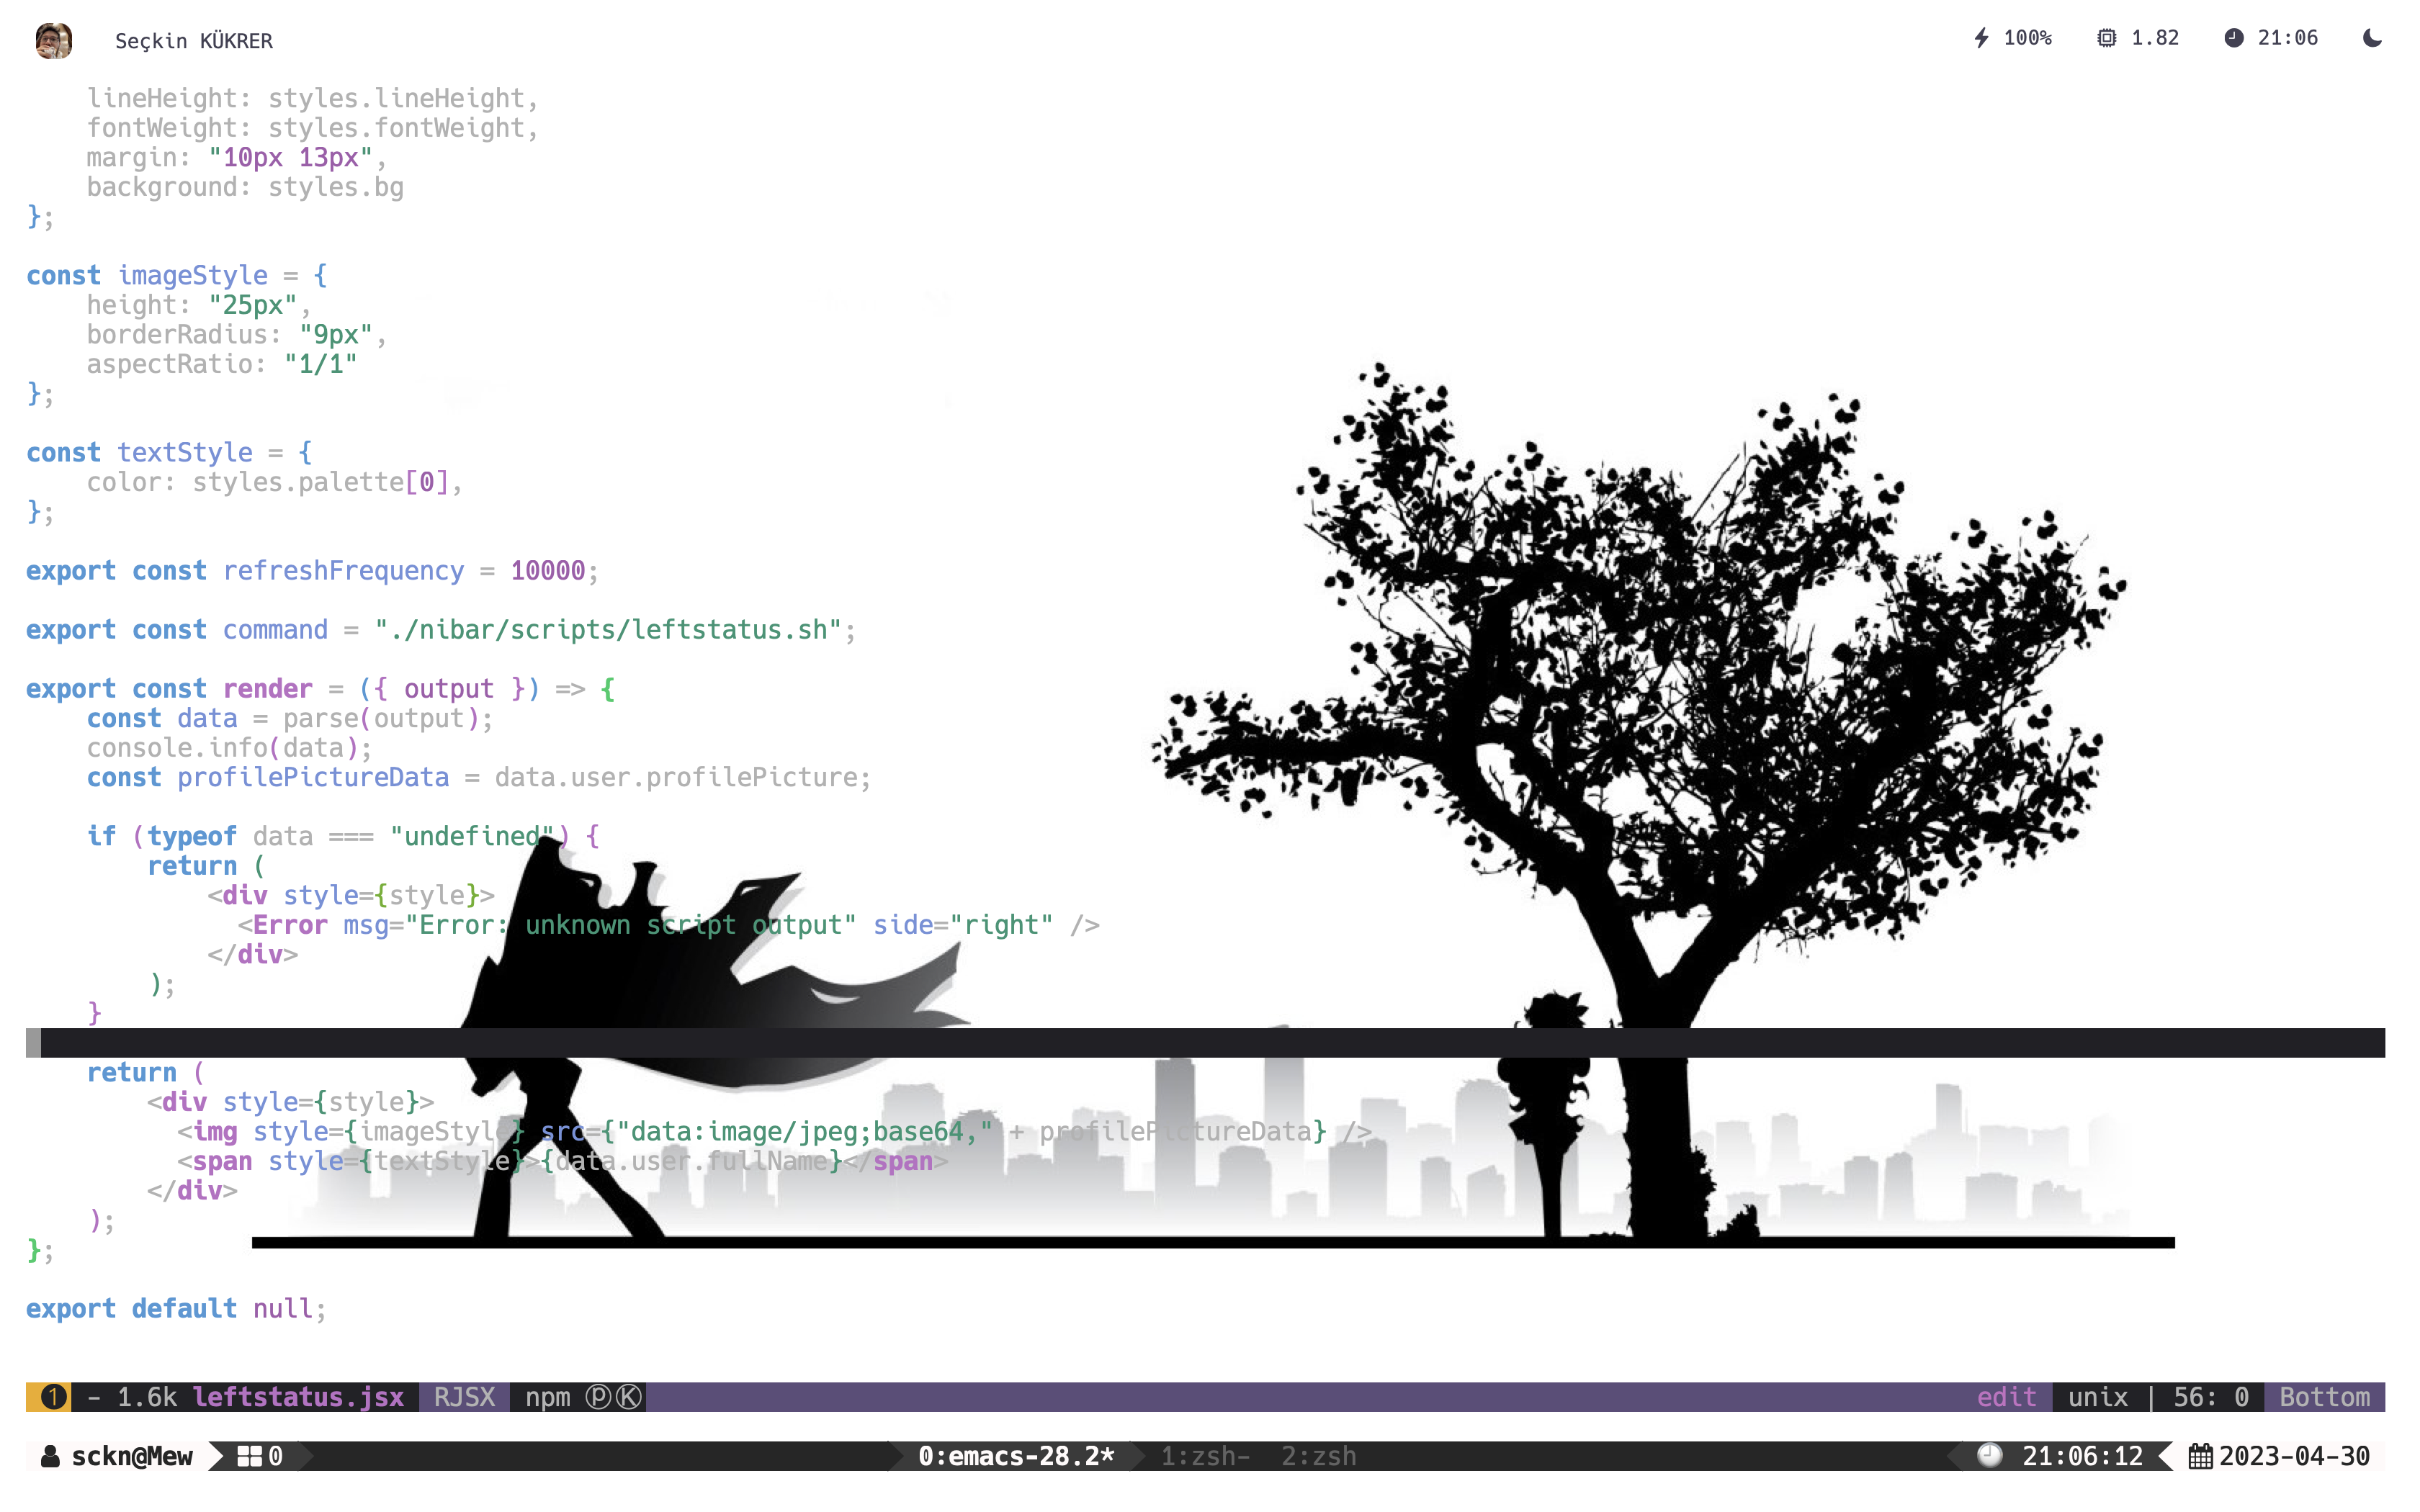 Seçkin KÜKRER
100% 1.82 21:06
lineHeight: styles.lineHeight,
fontWeight: styles.fontWeight,
margin: "10px 13px",
background: styles.bg
};
const imageStyle = {
height: "25px",
borderRadius: "9px",
aspectRatio: "1/1"
};
const textStyle = {
color: styles.palette[0],
};
export const refreshFrequency = 10000;
export const command = "./nibar/scripts/leftstatus.sh";
export const render = ({ output }) => {
const data = parse(output);
console.info(data);
const profilePictureData = data.user.profilePicture;
if (typeof data === "undefined") {
return (
<div style={style}>
<Error msg="Error: unknown script output" side="right" />
</div>
);
}
return (
<div style={style}>
<img style={imageStyle} src={"data:image/jpeg;base64," + profilePictureData} />
<span style={textStyle}>{data.user.fullName}</span>
</div>
);
};
export default null;
1 - 1.6k leftstatus.jsx RJSX npm ⓟⓀ edit unix | 56: 0 Bottom
sckn@Mew 0 0:emacs-28.2* 1:zsh- 2:zsh 21:06:12 2023-04-30